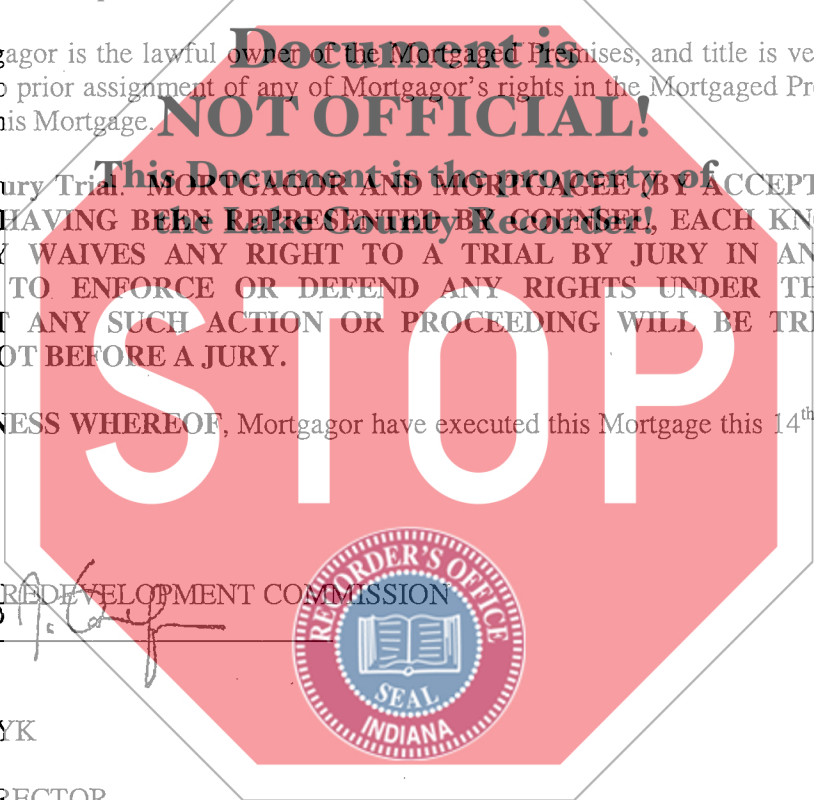 Document is
gagor is the lawful owner of the Mortgaged Premises, and title is ve
prior assignment of any of Mortgagor's rights in the Mortgaged Pr
his Mortgage.
NOT OFFICIAL!
This Document is the property of
ury Trial. MORTGAGOR AND MORTGAGEE (BY ACCEPT
the Lake County Recorder!
HAVING BEEN REPRESENTED BY COUNSEL, EACH KN
Y WAIVES ANY RIGHT TO A TRIAL BY JURY IN AN
TO ENFORCE OR DEFEND ANY RIGHTS UNDER TH
ANY SUCH ACTION OR PROCEEDING WILL BE TRI
OT BEFORE A JURY.
STOP
NESS WHEREOF, Mortgagor have executed this Mortgage this 14th
REDEVELOPMENT COMMISSION
RECORDER'S OFFICE
SEAL
INDIANA
YK
RECTOR